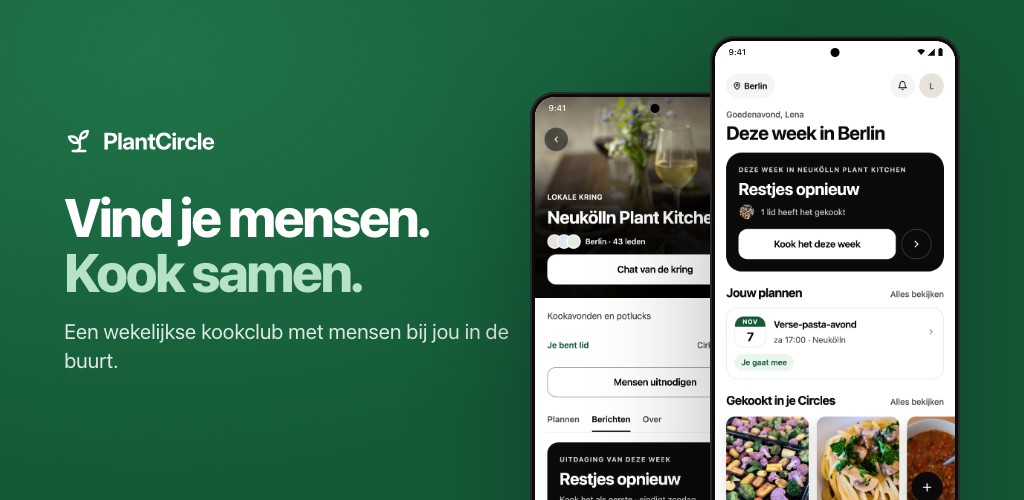 PlantCircle
Vind je mensen.
Kook samen.
Een wekelijkse kookclub met mensen bij jou in de
buurt.
9:41
LOKALE KRING
Neukölln Plant Kitche
Berlin · 43 leden
Chat van de kring
Kookavonden en potlucks
Je bent lid
Mensen uitnodigen
Plannen Berichten Over
UITDAGING VAN DEZE WEEK
Restjes opnieuw
9:41
Berlin
L
Goedenavond, Lena
Deze week in Berlin
DEZE WEEK IN NEUKÖLLN PLANT KITCHEN
Restjes opnieuw
1 lid heeft het gekookt
Kook het deze week
Jouw plannen Alles bekijken
NOV
7
Verse-pasta-avond
za 17:00 · Neukölln
Je gaat mee
Gekookt in je Circles Alles bekijken